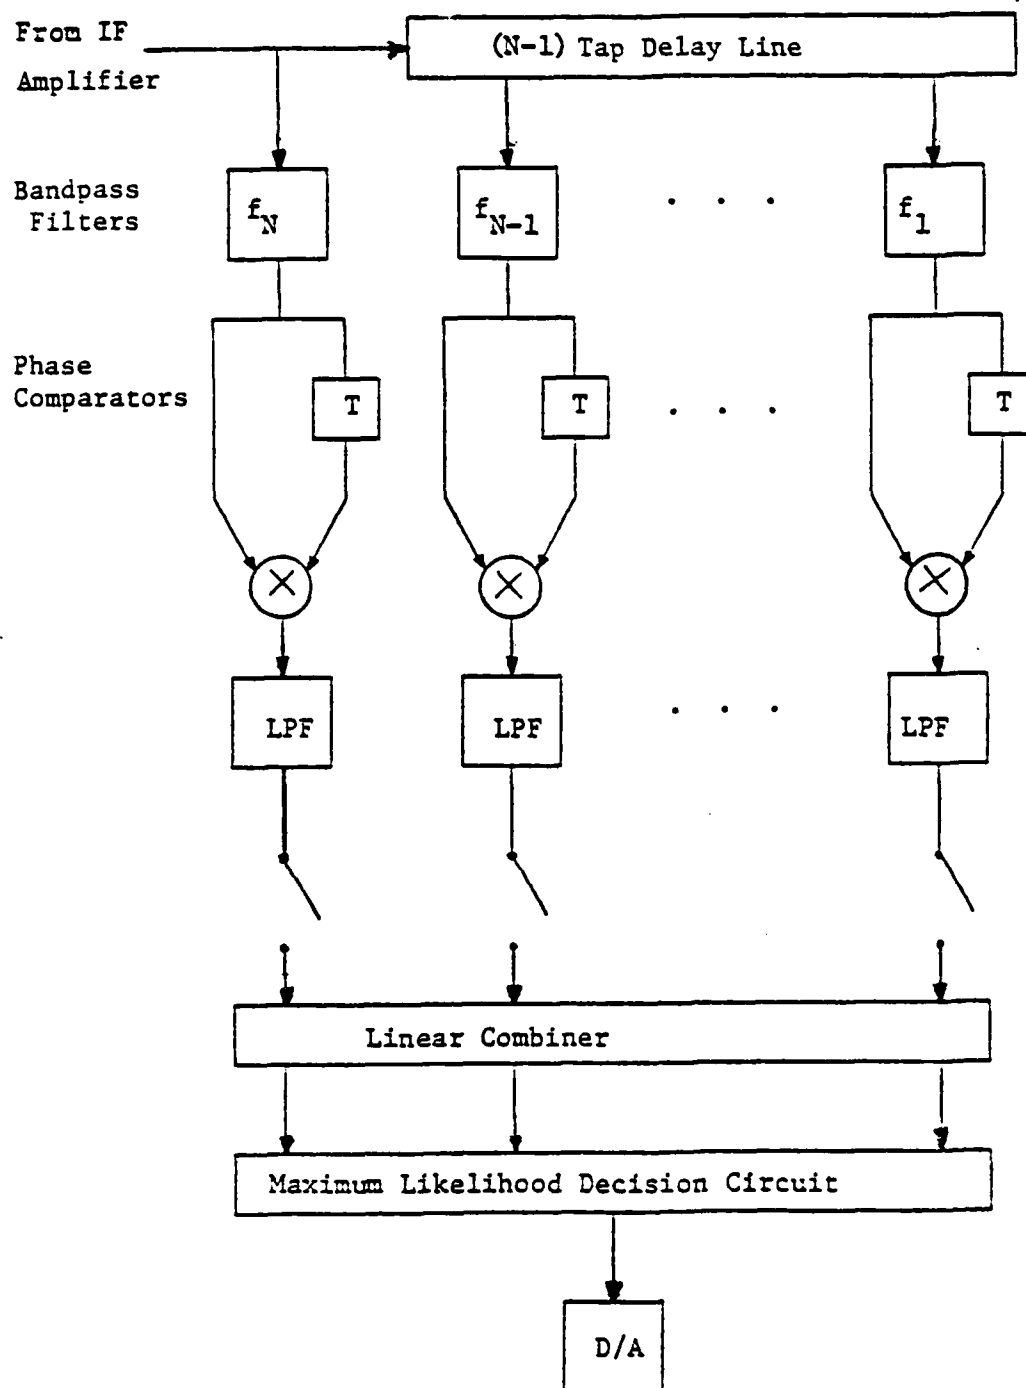 From IF
Amplifier
(N-1) Tap Delay Line
Bandpass
Filters
f_N
f_N-1
. . .
f_1
Phase
Comparators
T
T
. . .
T
LPF
LPF
. . .
LPF
Linear Combiner
Maximum Likelihood Decision Circuit
D/A